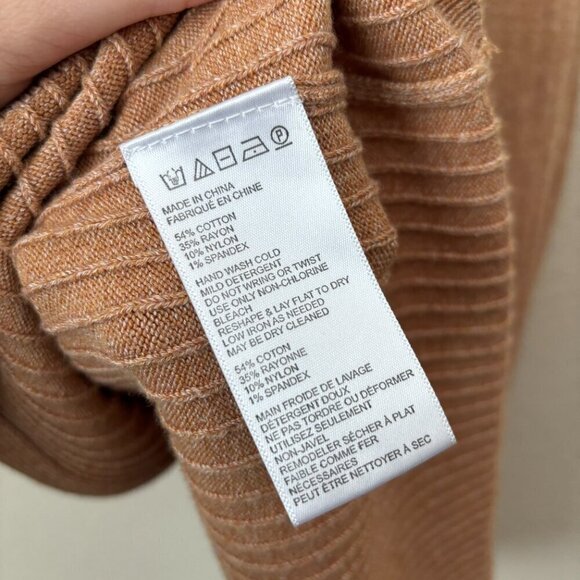 P
MADE IN CHINA
FABRIQUÉ EN CHINE
54% COTTON
35% RAYON
10% NYLON
1% SPANDEX
HAND WASH COLD
MILD DETERGENT
DO NOT WRING OR TWIST
USE ONLY NON-CHLORINE
BLEACH
RESHAPE & LAY FLAT TO DRY
LOW IRON AS NEEDED
MAY BE DRY CLEANED
54% COTON
35% RAYONNE
10% NYLON
1% SPANDEX
MAIN FROIDE DE LAVAGE
DÉTERGENT DOUX
NE PAS TORDRE OU DÉFORMER
UTILISEZ SEULEMENT
NON-JAVEL
REMODELER SÉCHER À PLAT
FAIBLE COMME FER
NÉCESSAIRES
PEUT ÊTRE NETTOYER À SEC